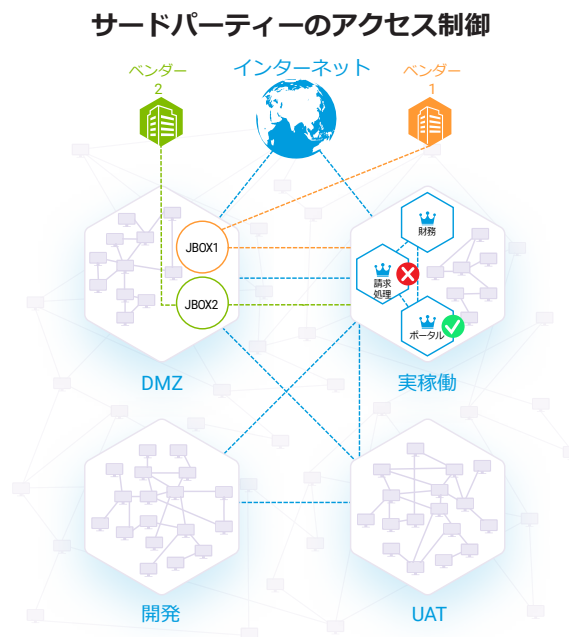 サードパーティーのアクセス制御
ベンダー
2
インターネット
ベンダー
1
財務
JBOX1
請求
処理
JBOX2
ポータル
DMZ
実稼働
開発
UAT